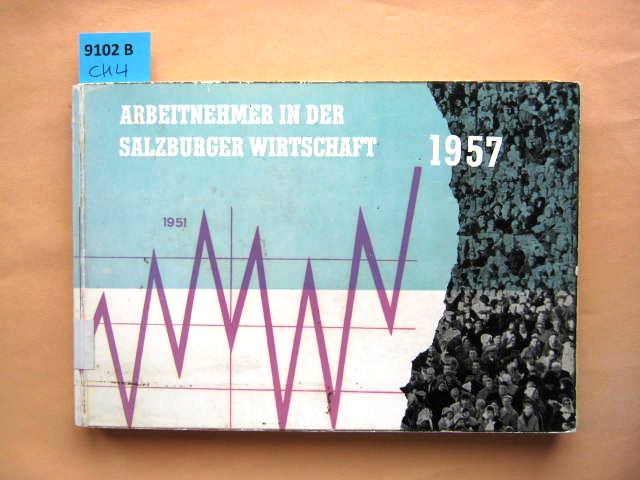 9102 B
CH4
ARBEITNEHMER IN DER
SALZBURGER WIRTSCHAFT
1957
1951